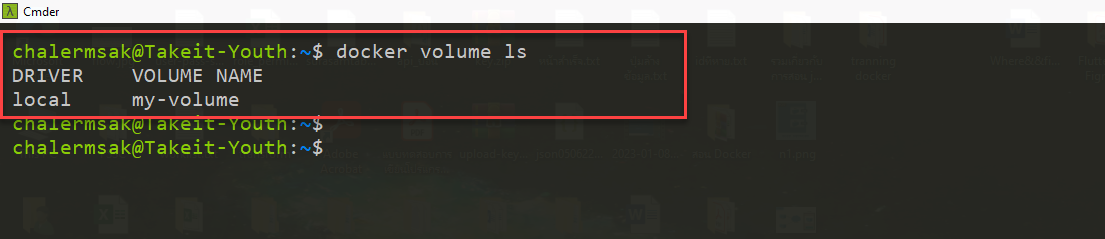 Cmder
chalermsak@Takeit-Youth:~$ docker volume ls
DRIVER    VOLUME NAME
local     my-volume
chalermsak@Takeit-Youth:~$
chalermsak@Takeit-Youth:~$